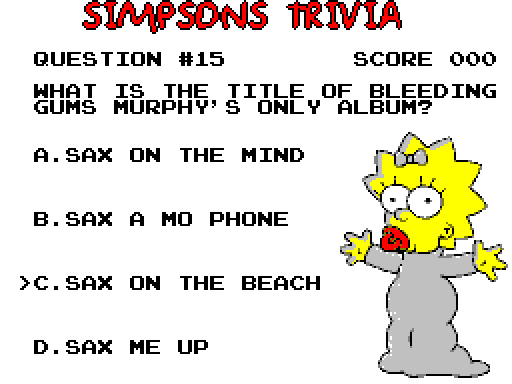 SIMPSONS TRIVIA
QUESTION #15 SCORE 000
WHAT IS THE TITLE OF BLEEDING
GUMS MURPHY'S ONLY ALBUM?
A.SAX ON THE MIND
B.SAX A MO PHONE
>C.SAX ON THE BEACH
D.SAX ME UP